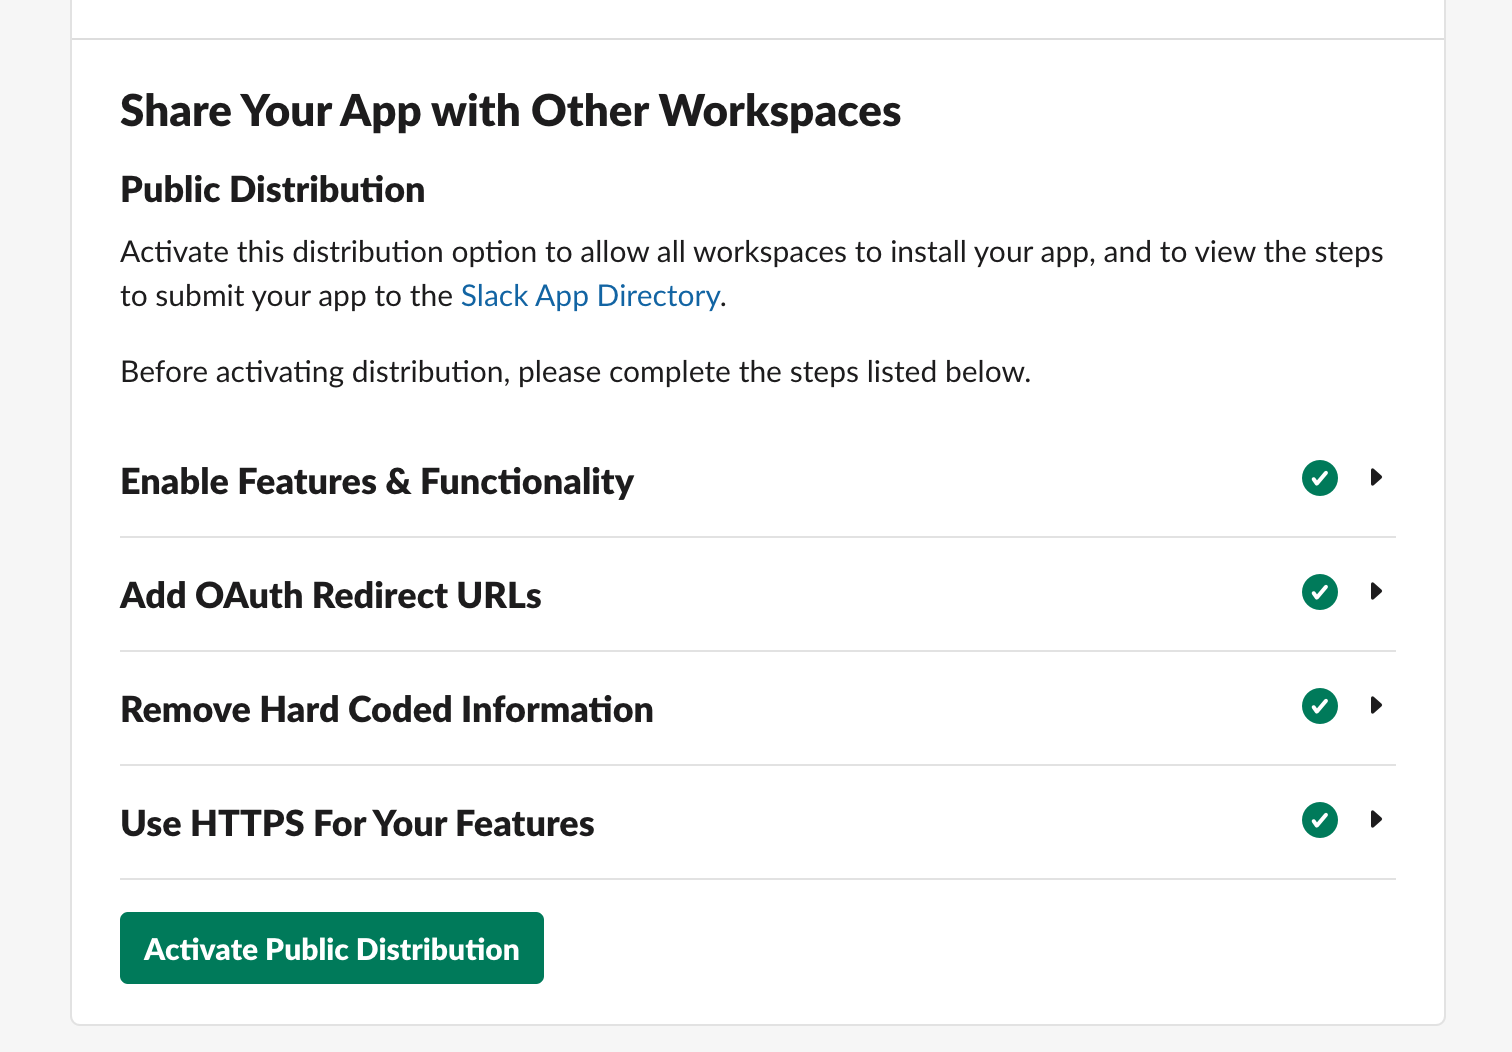 Share Your App with Other Workspaces
Public Distribution
Activate this distribution option to allow all workspaces to install your app, and to view the steps
to submit your app to the Slack App Directory.
Before activating distribution, please complete the steps listed below.
Enable Features & Functionality
Add OAuth Redirect URLs
Remove Hard Coded Information
Use HTTPS For Your Features
Activate Public Distribution